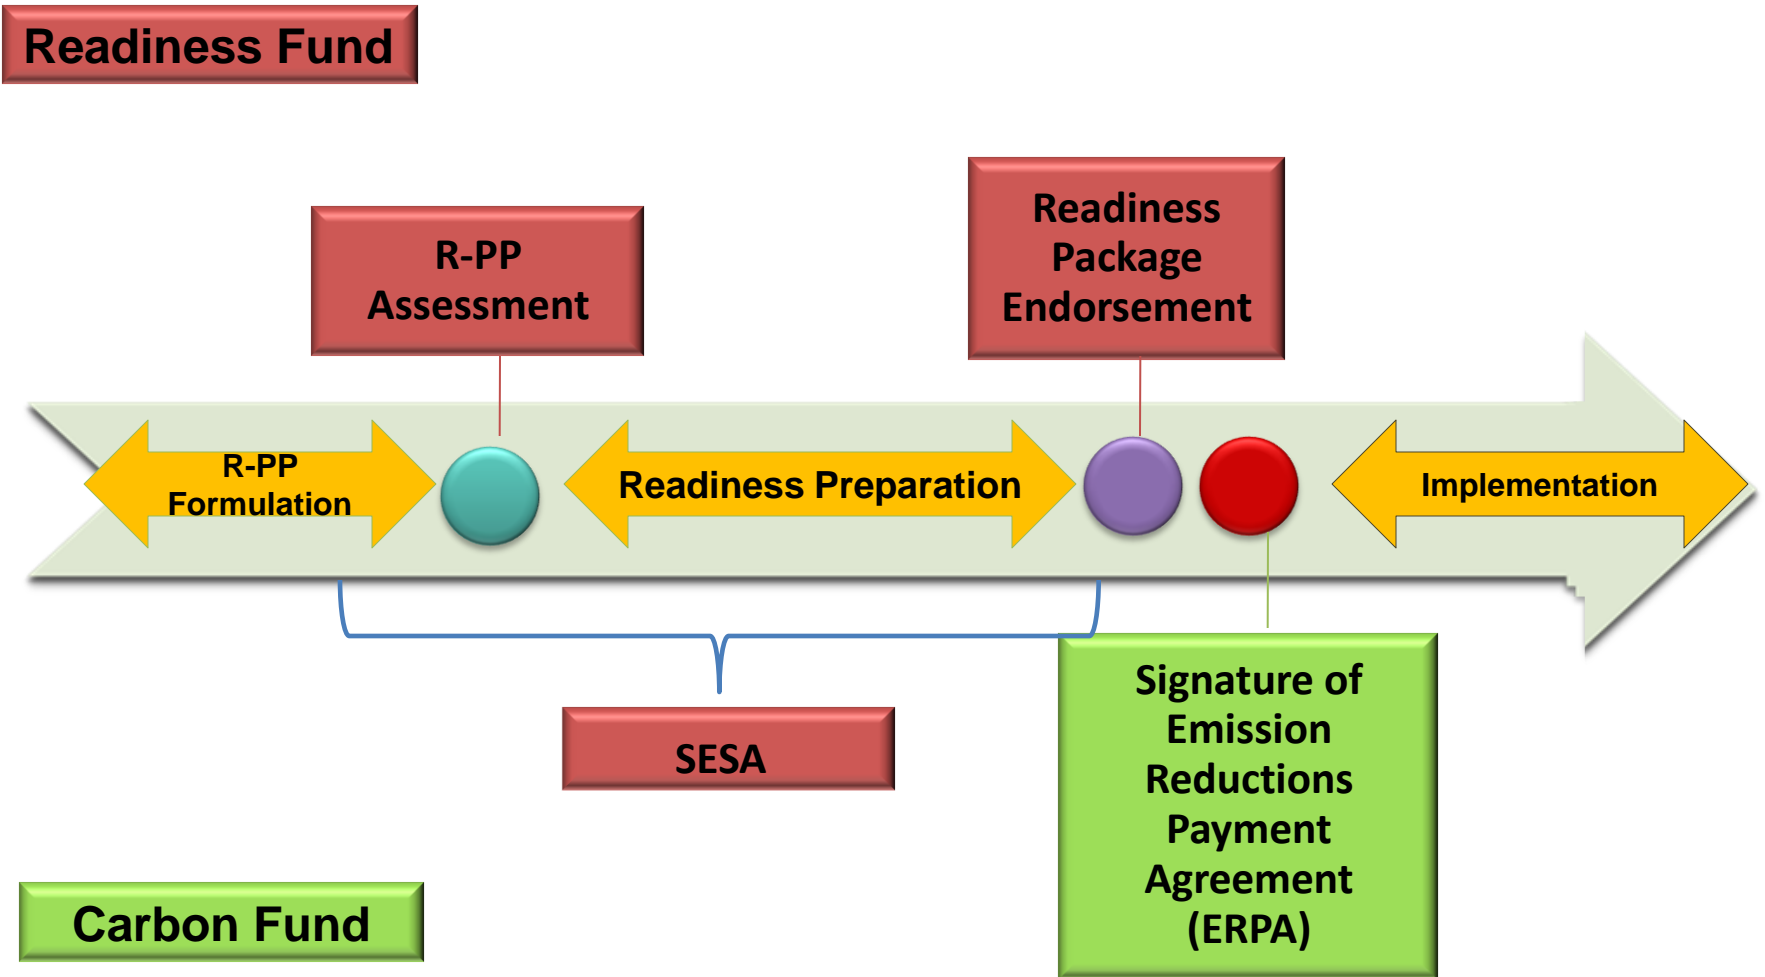 Readiness Fund
R-PP
Assessment
Readiness
Package
Endorsement
R-PP
Formulation
Readiness Preparation
Implementation
SESA
Signature of
Emission
Reductions
Payment
Agreement
(ERPA)
Carbon Fund